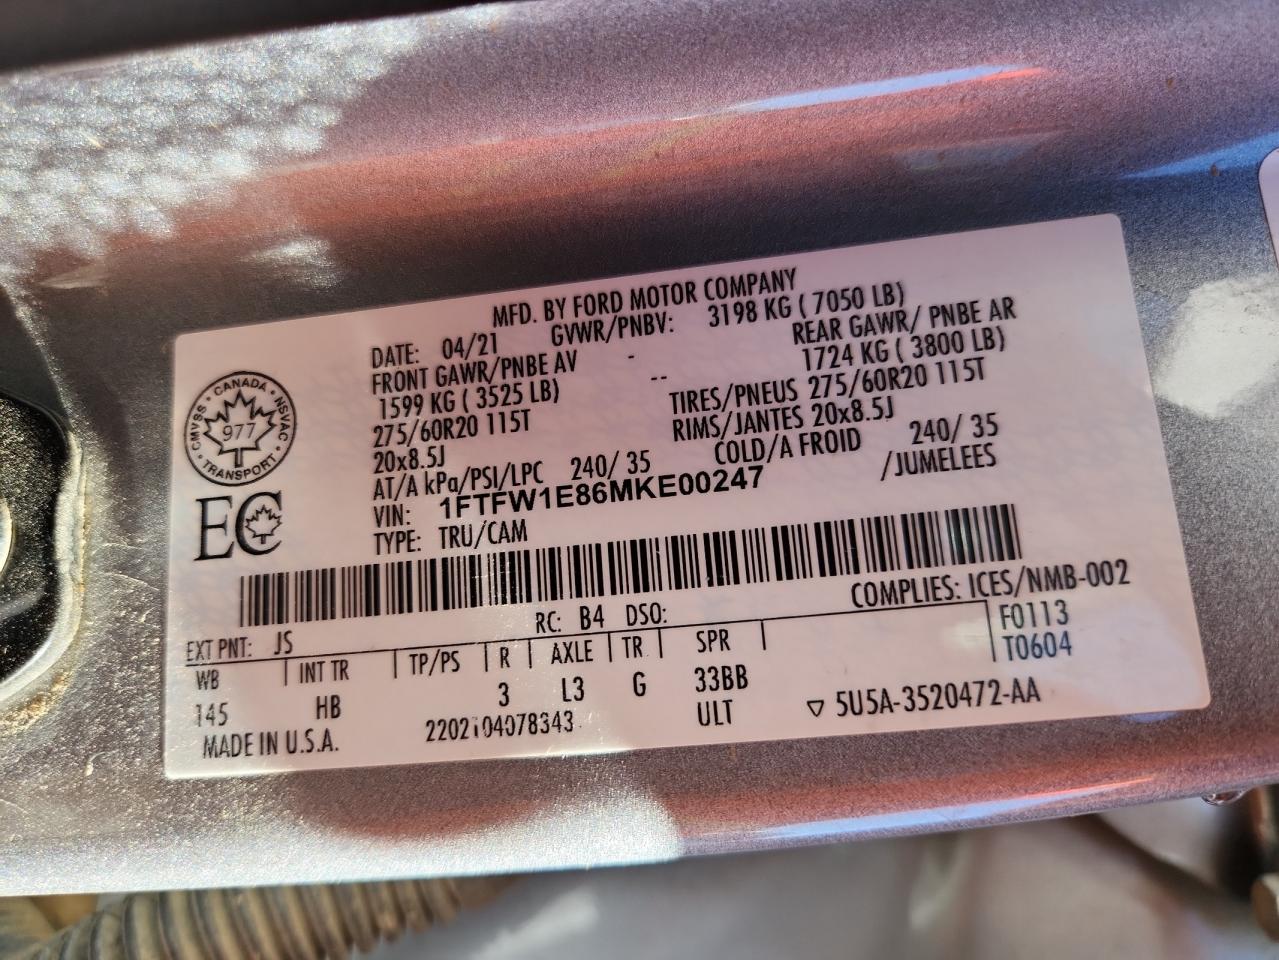 MFD. BY FORD MOTOR COMPANY
DATE: 04/21 GVWR/PNBV: 3198 KG ( 7050 LB)
FRONT GAWR/PNBE AV - REAR GAWR/ PNBE AR
1599 KG ( 3525 LB) -- 1724 KG ( 3800 LB)
275/60R20 115T TIRES/PNEUS 275/60R20 115T
20x8.5J RIMS/JANTES 20x8.5J
AT/A kPa/PSI/LPC 240/ 35 COLD/A FROID 240/ 35
VIN: 1FTFW1E86MKE00247 /JUMELEES
TYPE: TRU/CAM
CANADA
CMVSS • NSVAC
977
TRANSPORT
EC
COMPLIES: ICES/NMB-002
EXT PNT: JS RC: B4 DSO: F0113
WB INT TR TP/PS R AXLE TR SPR T0604
145 HB 3 L3 G 33BB
MADE IN U.S.A. 2202104078343 ULT ▽ 5U5A-3520472-AA